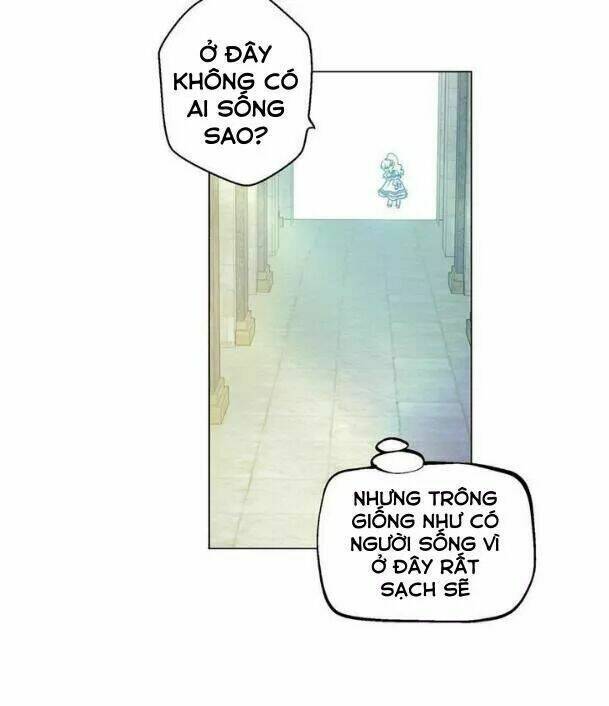 Ở ĐÂY
KHÔNG CÓ
AI SỐNG
SAO?
NHƯNG TRÔNG
GIỐNG NHƯ CÓ
NGƯỜI SỐNG VÌ
Ở ĐÂY RẤT
SẠCH SẼ